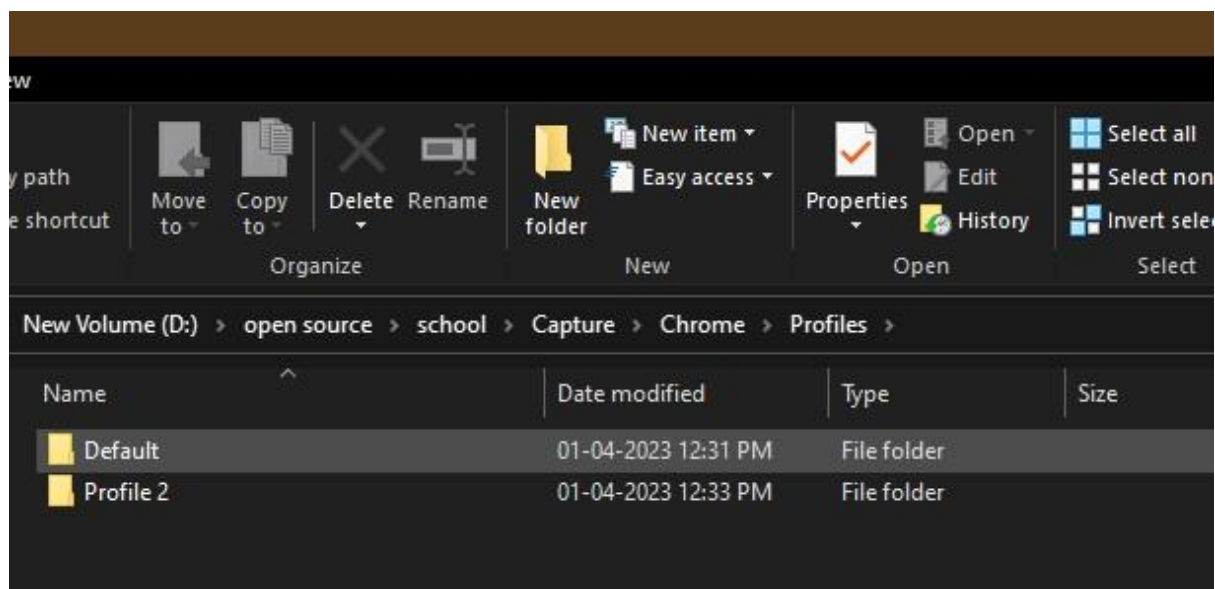 ew
y path
e shortcut
Move to
Copy to
Delete
Rename
Organize
New folder
New item
Easy access
New
Properties
Open
Edit
History
Open
Select all
Select non
Invert selec
Select
New Volume (D:) > open source > school > Capture > Chrome > Profiles >
Name Date modified Type Size
Default 01-04-2023 12:31 PM File folder
Profile 2 01-04-2023 12:33 PM File folder